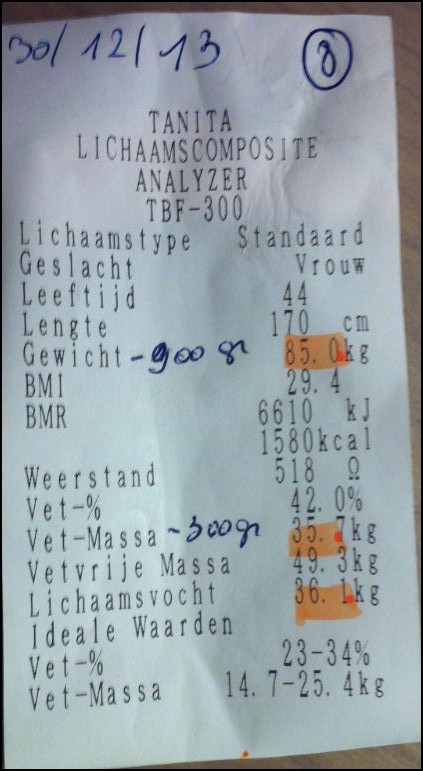 30/12/13 8
TANITA
LICHAAMSCOMPOSITE
ANALYZER
TBF-300
Lichaamstype Standaard
Geslacht Vrouw
Leeftijd 44
Lengte 170 cm
Gewicht -900 gr 85.0kg
BMI 29.4
BMR 6610 kJ
1580kcal
Weerstand 518 Ω
Vet-% 42.0%
Vet-Massa -300gr 35.7kg
Vetvrije Massa 49.3kg
Lichaamsvocht 36.1kg
Ideale Waarden
Vet-% 23-34%
Vet-Massa 14.7-25.4kg